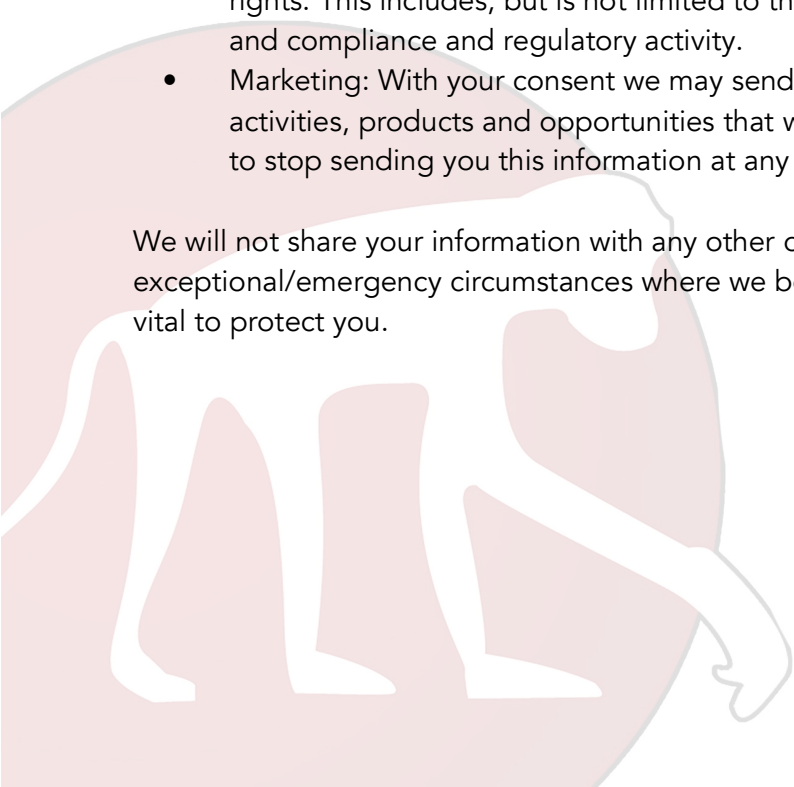 rights. This includes, but is not limited to th
and compliance and regulatory activity.
• Marketing: With your consent we may send
activities, products and opportunities that w
to stop sending you this information at any
We will not share your information with any other o
exceptional/emergency circumstances where we be
vital to protect you.